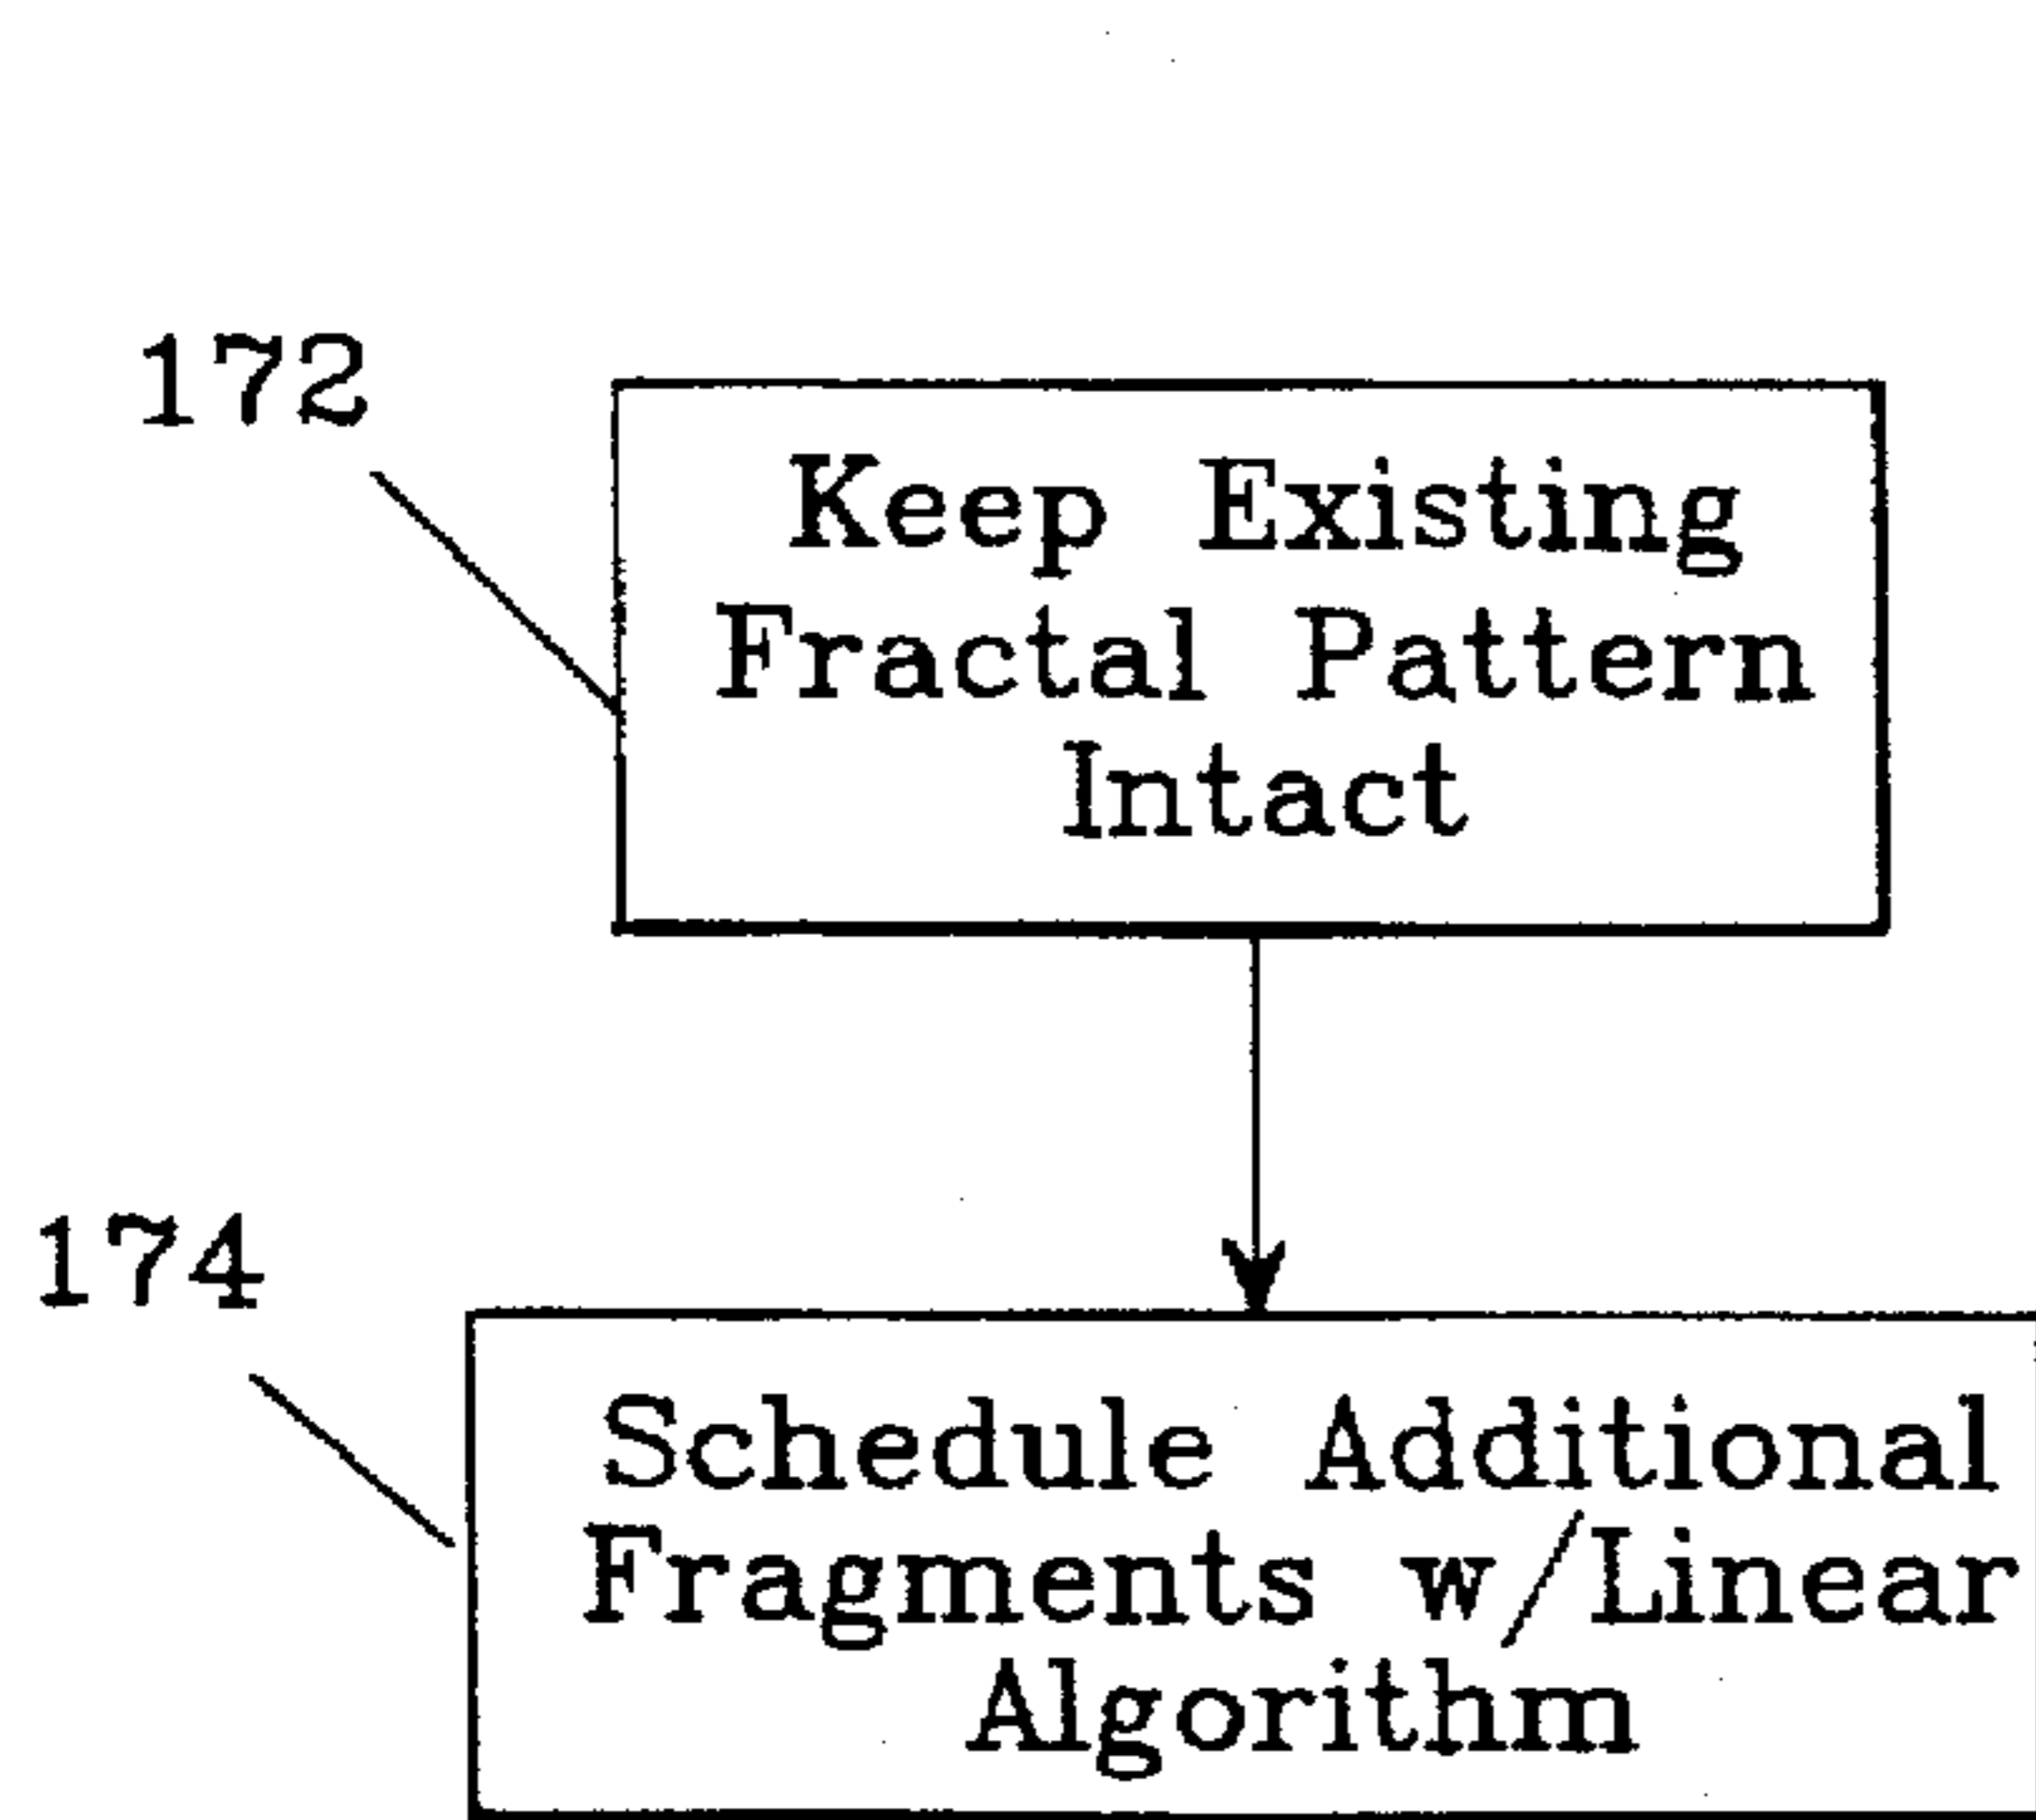 172
Keep Existing
Fractal Pattern
Intact
174
Schedule Additional
Fragments w/Linear
Algorithm